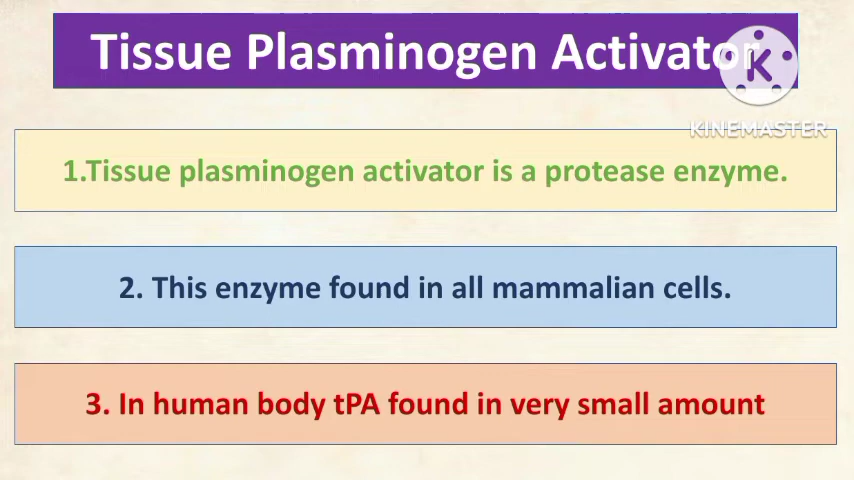 Tissue Plasminogen Activator
K
KINEMASTER
1.Tissue plasminogen activator is a protease enzyme.
2. This enzyme found in all mammalian cells.
3. In human body tPA found in very small amount